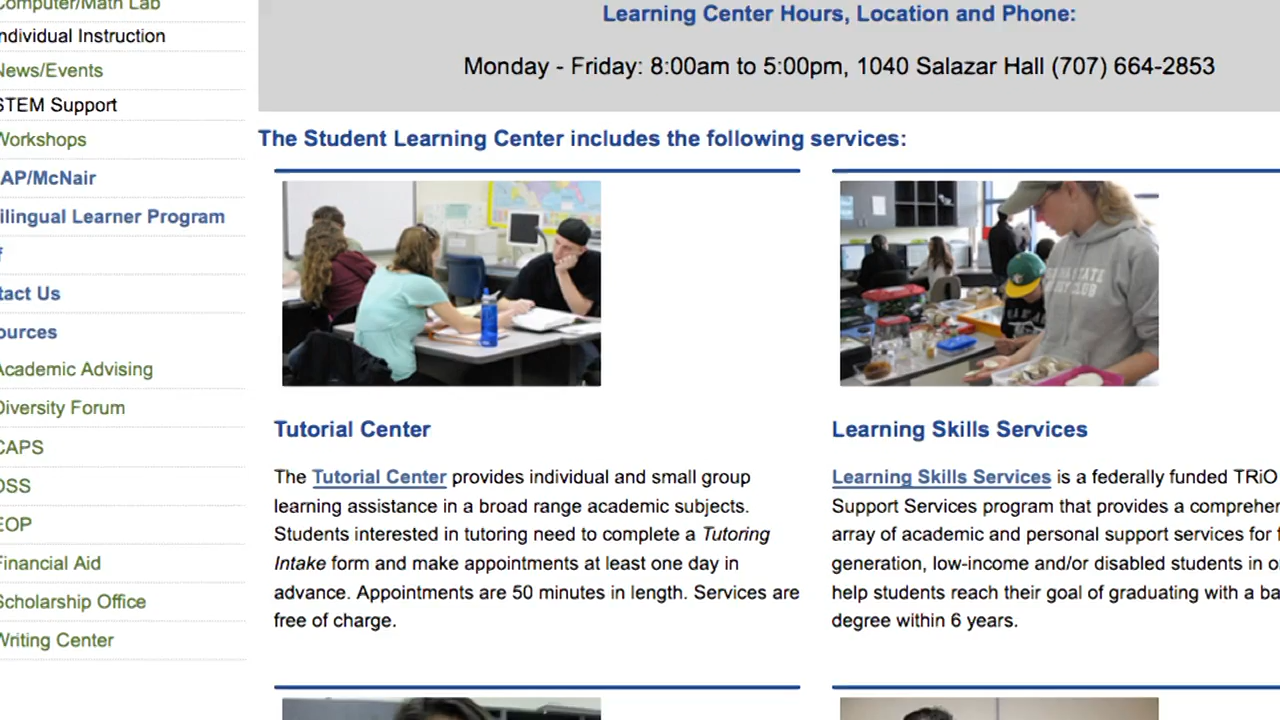 Computer/Math Lab
Individual Instruction
News/Events
STEM Support
Workshops
AP/McNair
ilingual Learner Program
f
tact Us
ources
Academic Advising
Diversity Forum
CAPS
DSS
EOP
Financial Aid
Scholarship Office
Writing Center
Learning Center Hours, Location and Phone:
Monday - Friday: 8:00am to 5:00pm, 1040 Salazar Hall (707) 664-2853
The Student Learning Center includes the following services:
Tutorial Center
The Tutorial Center provides individual and small group
learning assistance in a broad range academic subjects.
Students interested in tutoring need to complete a Tutoring
Intake form and make appointments at least one day in
advance. Appointments are 50 minutes in length. Services are
free of charge.
Learning Skills Services
Learning Skills Services is a federally funded TRiO
Support Services program that provides a comprehen
array of academic and personal support services for f
generation, low-income and/or disabled students in o
help students reach their goal of graduating with a ba
degree within 6 years.